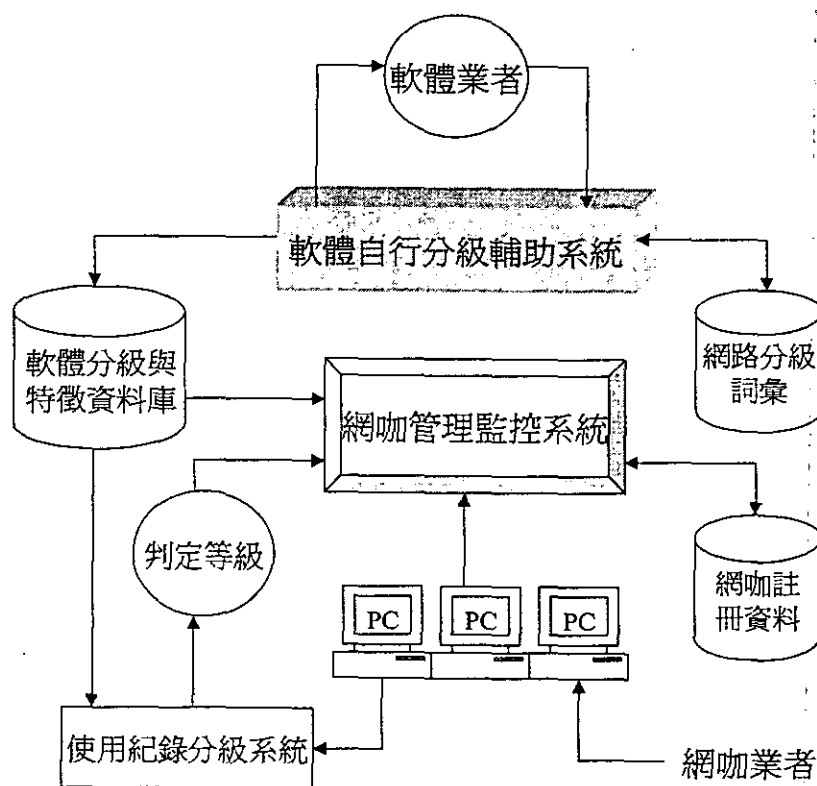 軟體業者
軟體自行分級輔助系統
軟體分級與
特徵資料庫
網路分級
詞彙
網咖管理監控系統
判定等級
網咖註
冊資料
PC
PC
PC
使用紀錄分級系統
網咖業者